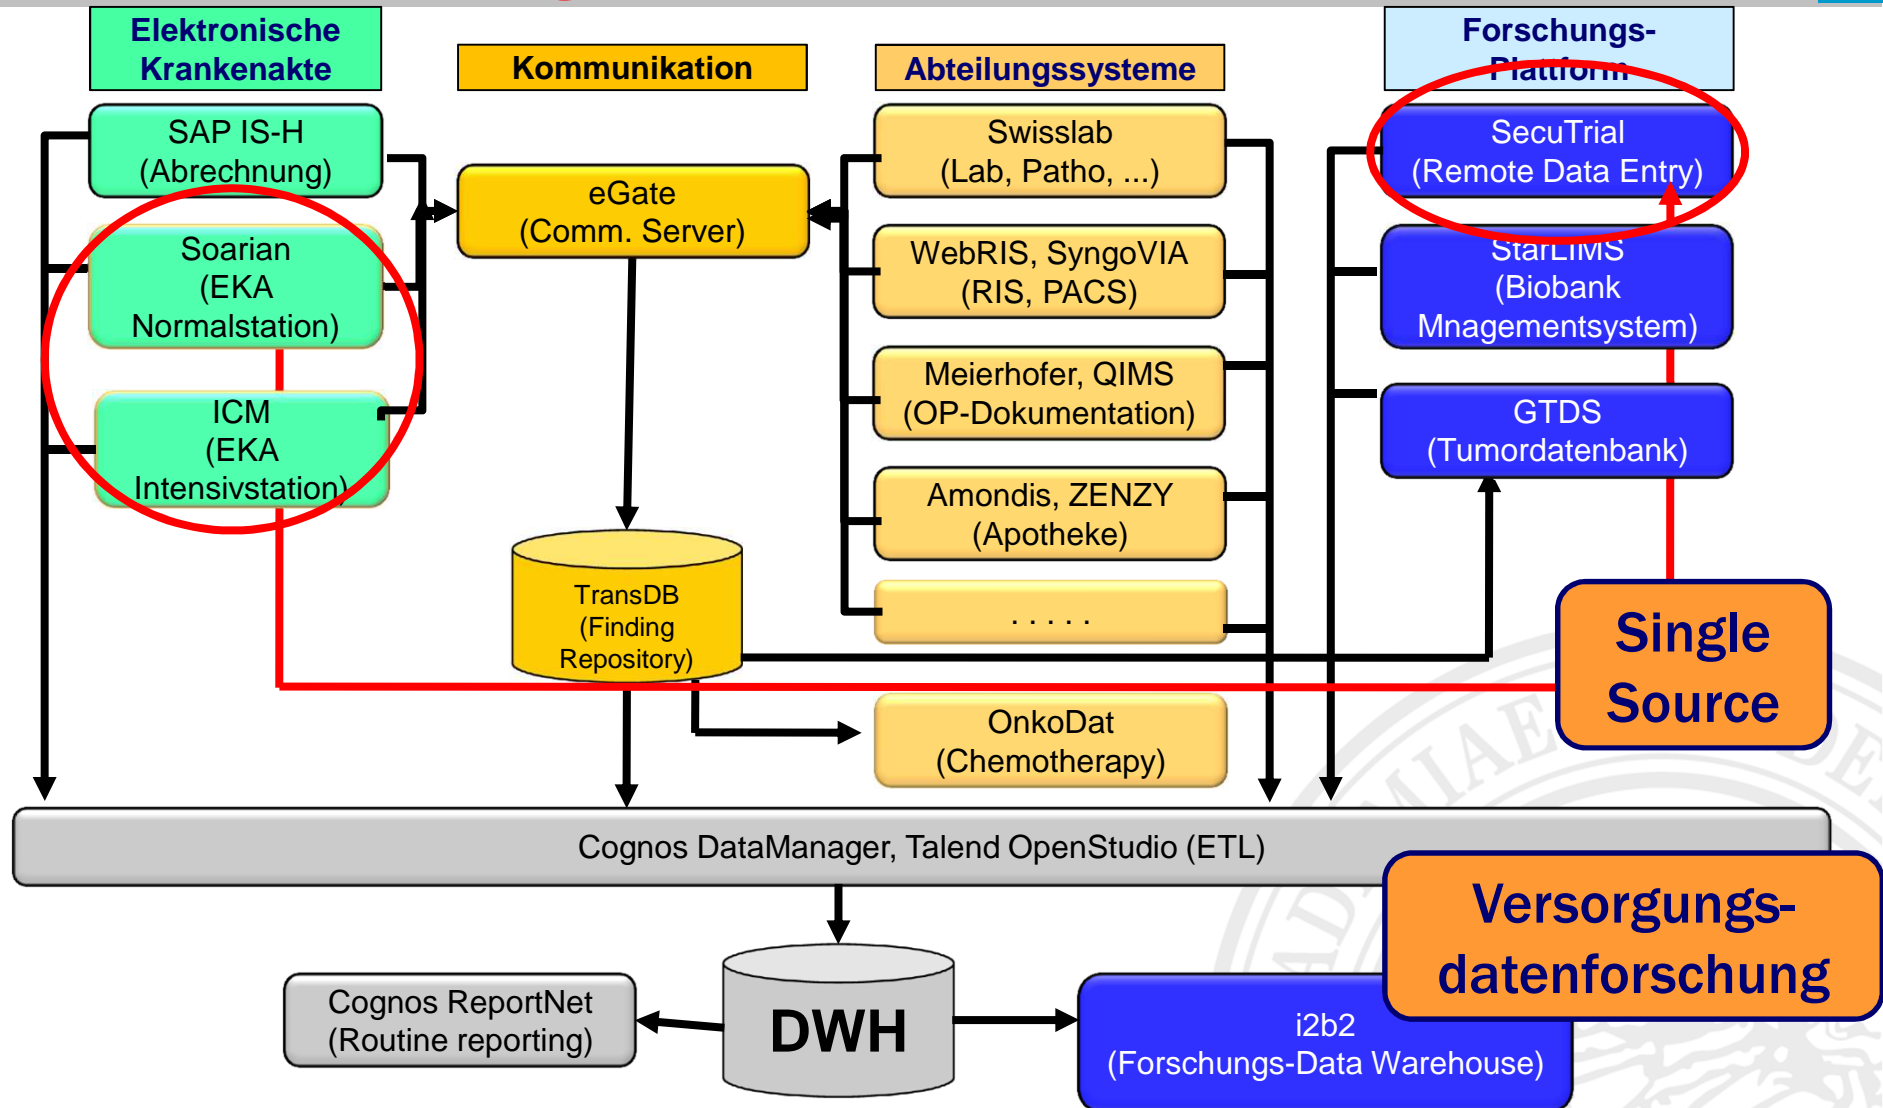 Elektronische
Krankenakte
SAP IS-H
(Abrechnung)
Soarian
(EKA
Normalstation)
ICM
(EKA
Intensivstation)
Kommunikation
eGate
(Comm. Server)
TransDB
(Finding
Repository)
Abteilungssysteme
Swisslab
(Lab, Patho, ...)
WebRIS, SyngoVIA
(RIS, PACS)
Meierhofer, QIMS
(OP-Dokumentation)
Amondis, ZENZY
(Apotheke)
. . . . .
OnkoDat
(Chemotherapy)
Forschungs-
Plattform
SecuTrial
(Remote Data Entry)
StarLIMS
(Biobank
Mnagementsystem)
GTDS
(Tumordatenbank)
Single
Source
Cognos DataManager, Talend OpenStudio (ETL)
Versorgungs-
datenforschung
Cognos ReportNet
(Routine reporting)
DWH
i2b2
(Forschungs-Data Warehouse)